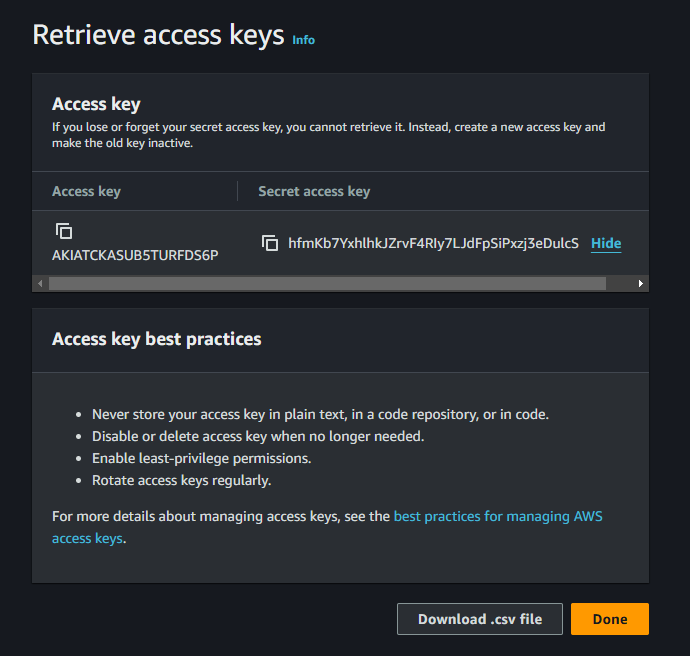 Retrieve access keys Info
Access key
If you lose or forget your secret access key, you cannot retrieve it. Instead, create a new access key and
make the old key inactive.
Access key Secret access key
Hide
AKIATCKASUB5TURFDS6P
Access key best practices
• Never store your access key in plain text, in a code repository, or in code.
• Disable or delete access key when no longer needed.
• Enable least-privilege permissions.
• Rotate access keys regularly.
For more details about managing access keys, see the best practices for managing AWS
access keys.
Download .csv file Done